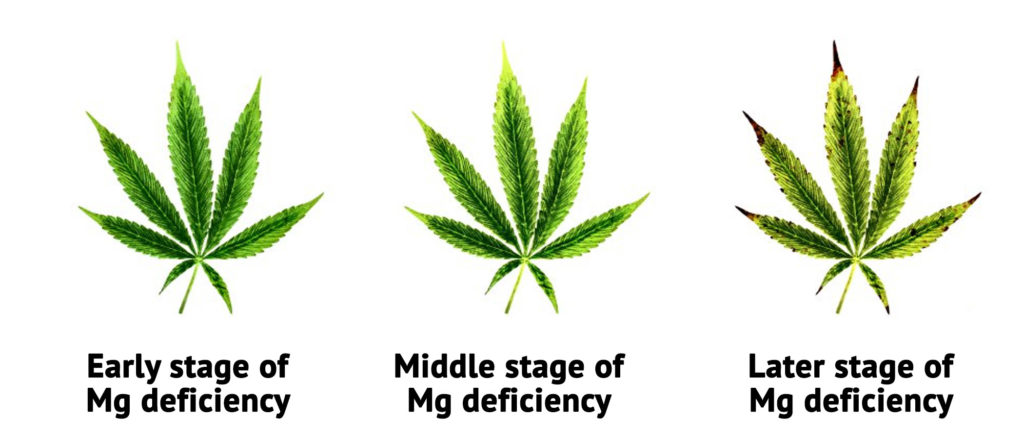 Early stage of
Mg deficiency
Middle stage of
Mg deficiency
Later stage of
Mg deficiency